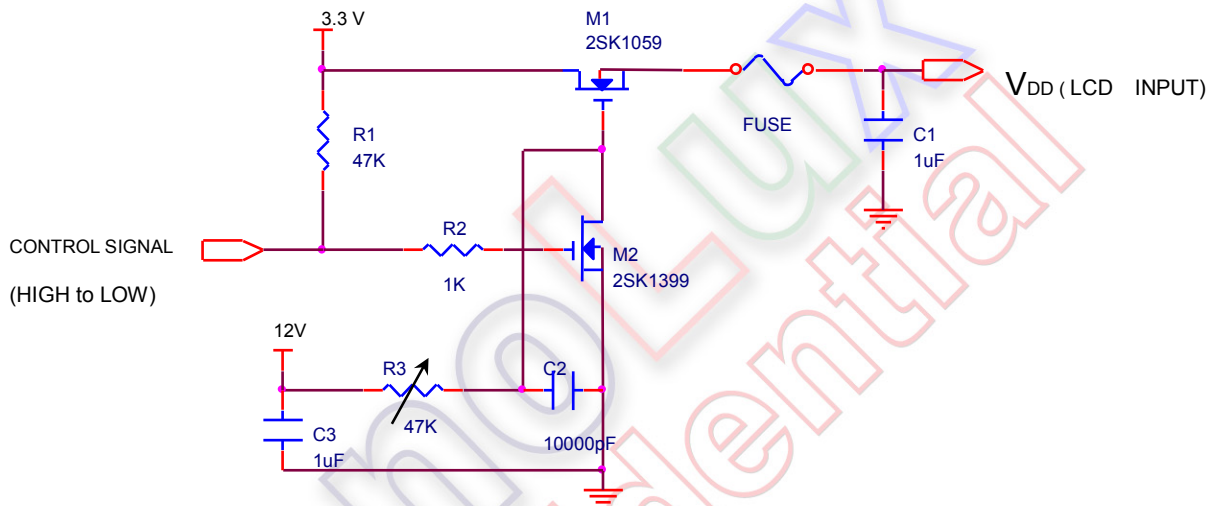 3.3 V
M1
2SK1059
VDD ( LCD INPUT)
FUSE
R1
47K
C1
1uF
CONTROL SIGNAL
(HIGH to LOW)
R2
1K
M2
2SK1399
12V
R3
47K
C2
10000pF
C3
1uF